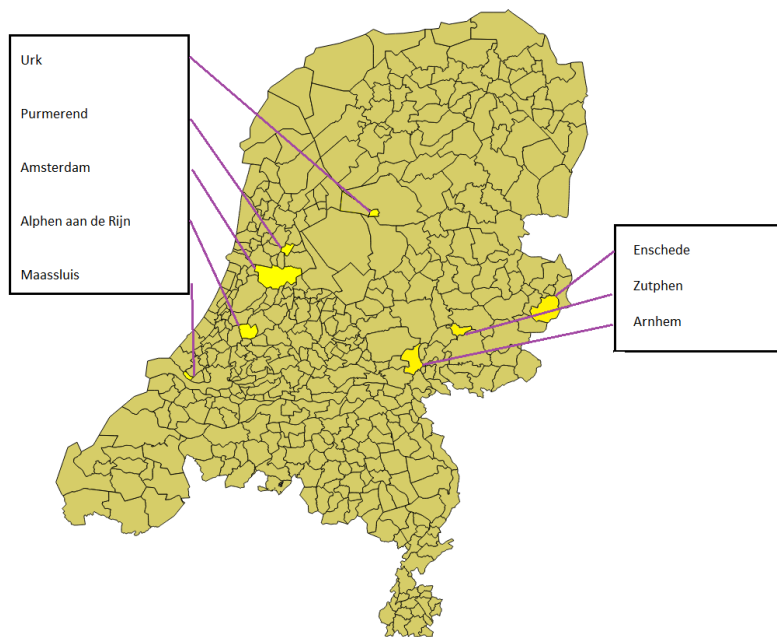 Urk
Purmerend
Amsterdam
Alphen aan de Rijn
Maassluis
Enschede
Zutphen
Arnhem